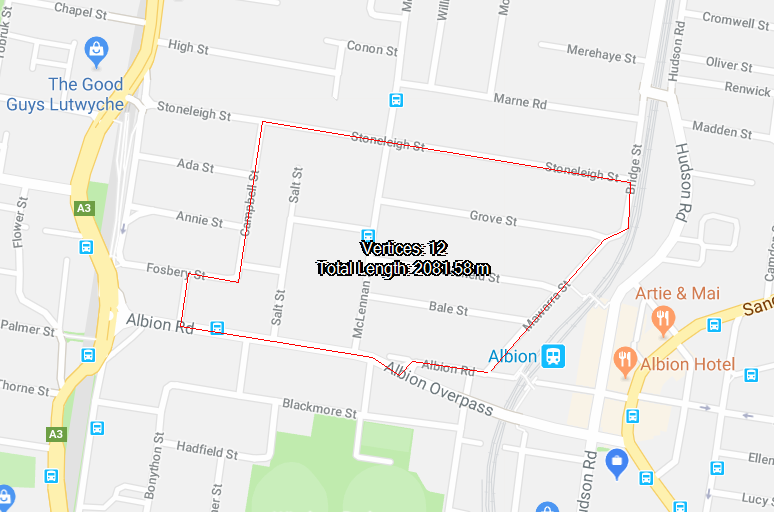 Chapel St
Cromwell St
High St
Conon St
Merehaye St
Oliver St
Hudson Rd
Renwick
The Good
Guys Lutwyche
Stoneleigh St
Marne Rd
Madden St
Stoneleigh St
Stoneleigh St
Bridge St
Hudson Rd
Ada St
Salt St
Campbell St
A3
Flower St
Annie St
Grove St
Vertices: 12
Total Length: 2081.58 m
Fosbery St
field St
Artie & Mai
Sand
Bale St
Mawarra St
Salt St
McLennan
Palmer St
Albion Rd
Albion
Albion Hotel
Albion Rd
Albion Overpass
Thorne St
Blackmore St
A3
Hadfield St
Bonython St
per St
Hudson Rd
Ellem
Lucy S